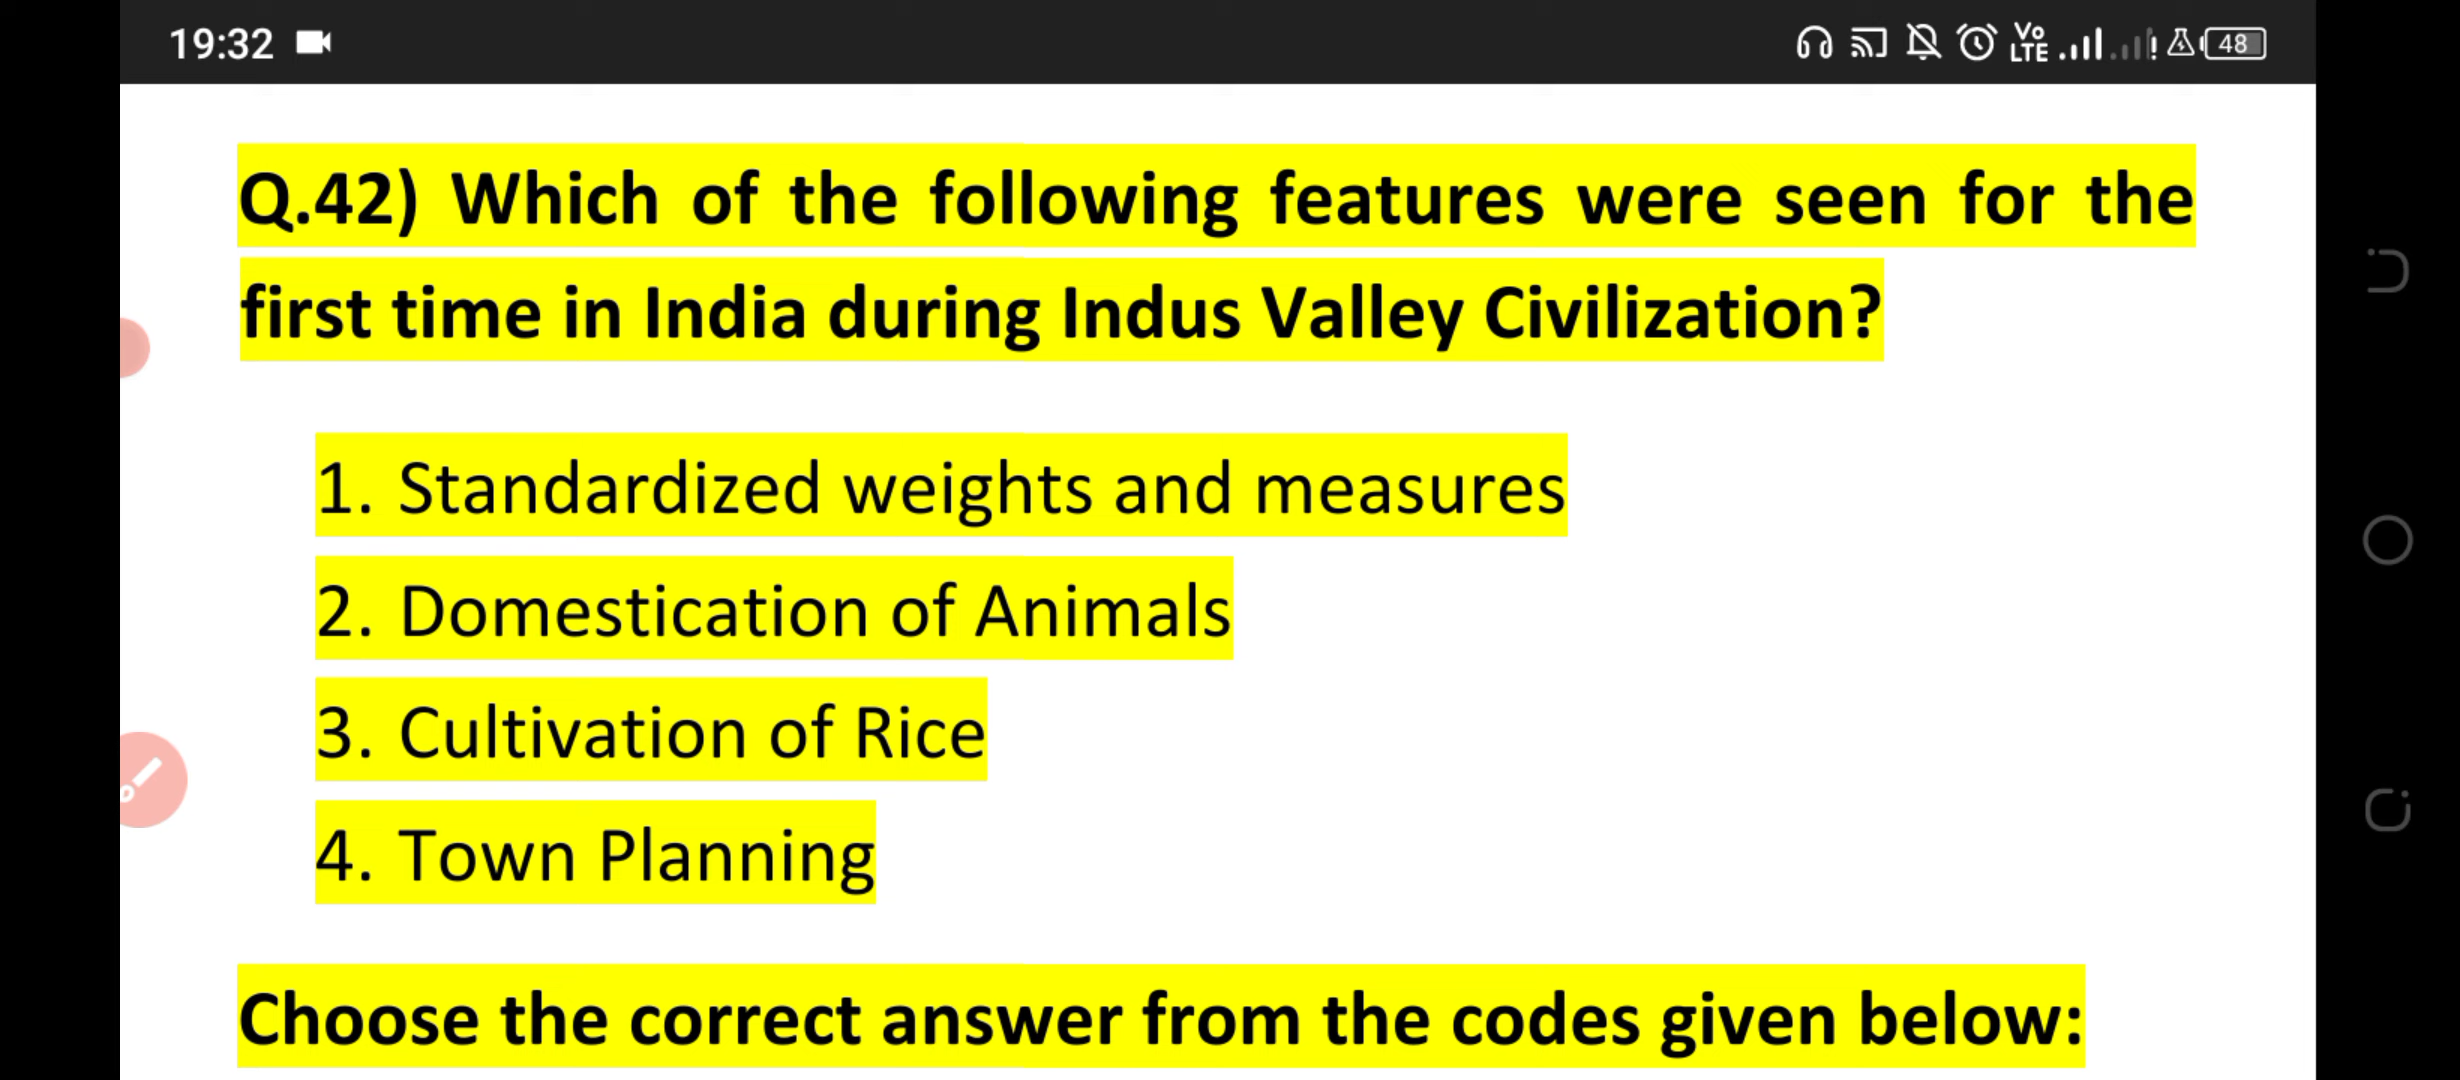 19:32
Vo
LTE
48
Q.42) Which of the following features were seen for the
first time in India during Indus Valley Civilization?
1. Standardized weights and measures
2. Domestication of Animals
3. Cultivation of Rice
4. Town Planning
Choose the correct answer from the codes given below: